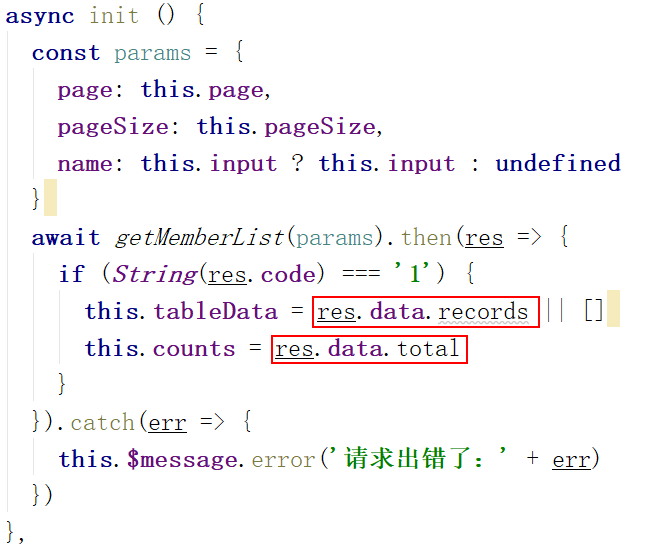 async init () {
const params = {
page: this.page,
pageSize: this.pageSize,
name: this.input ? this.input : undefined
}
await getMemberList(params).then(res => {
if (String(res.code) === '1') {
this.tableData = res.data.records || []
this.counts = res.data.total
}
}).catch(err => {
this.$message.error('请求出错了：' + err)
})
},